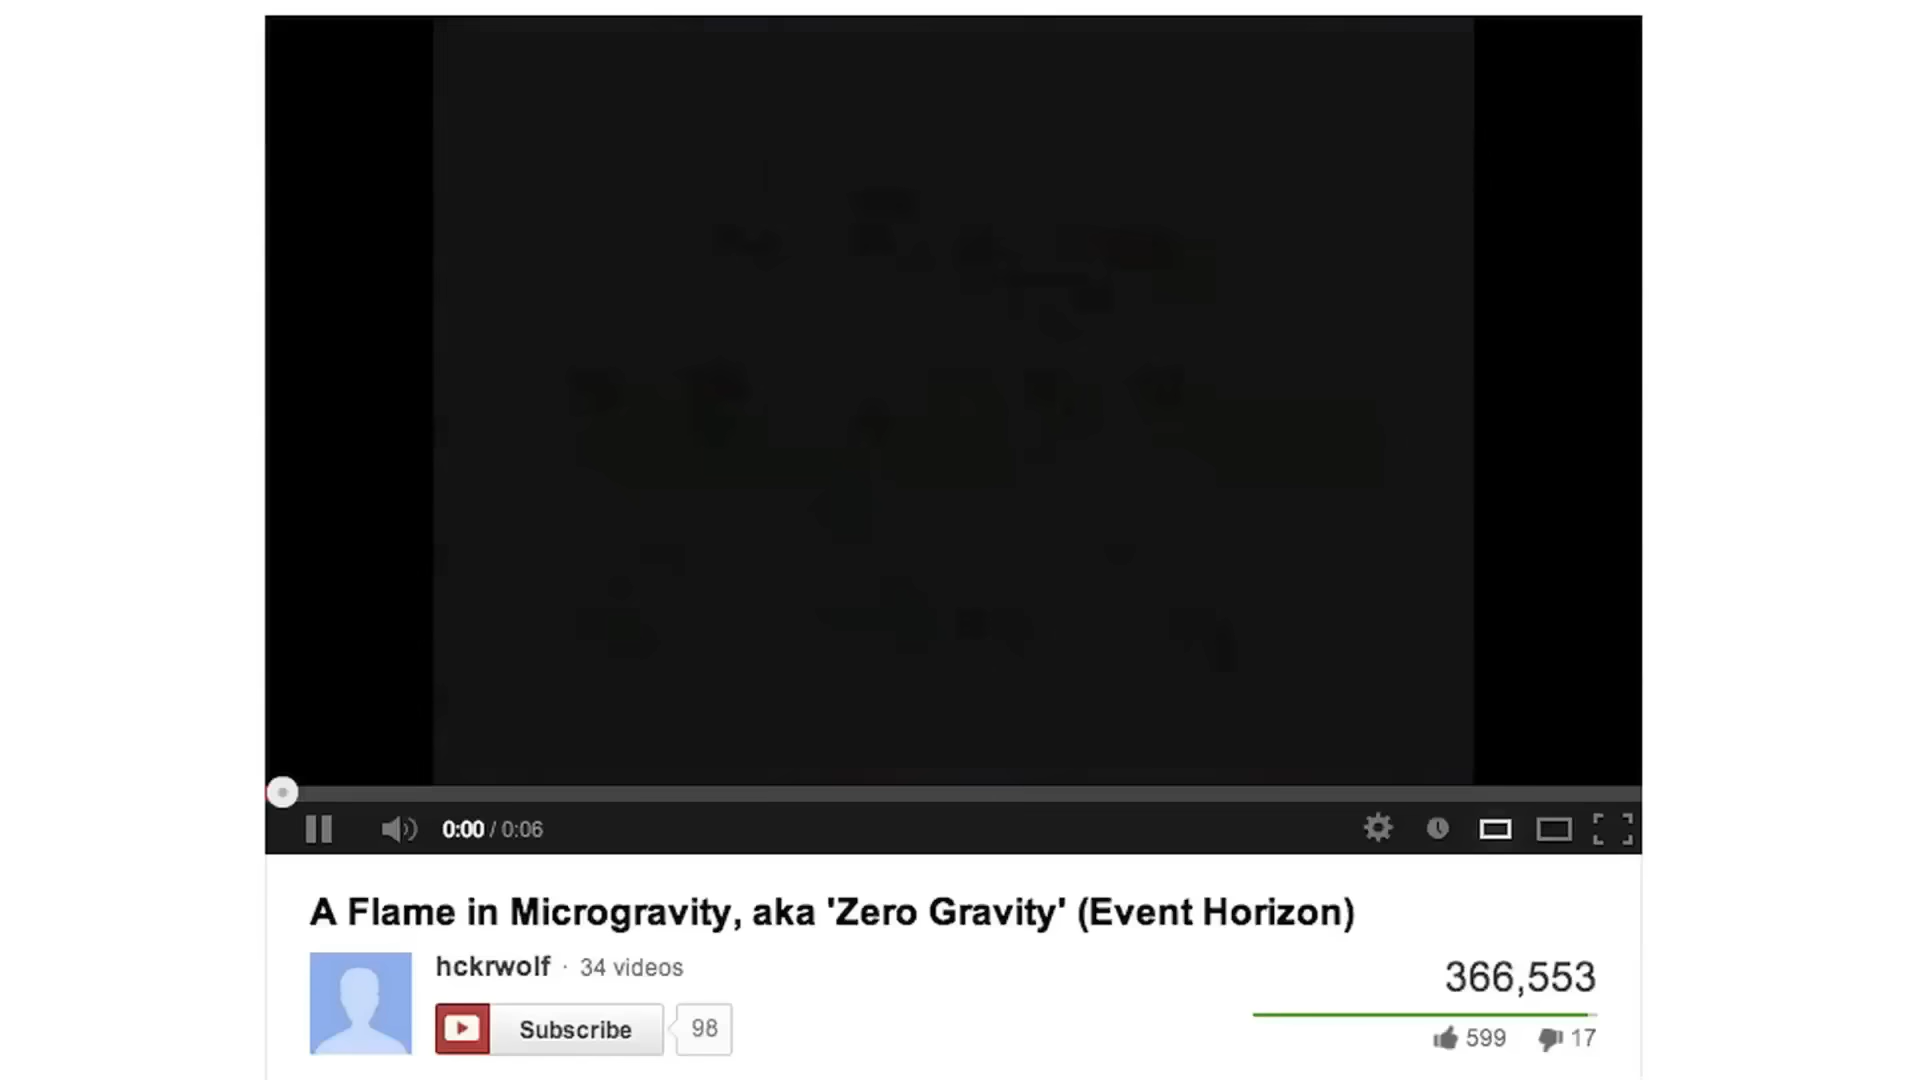 0:00 / 0:06
A Flame in Microgravity, aka 'Zero Gravity' (Event Horizon)
hckrwolf · 34 videos
366,553
Subscribe 98
599 17